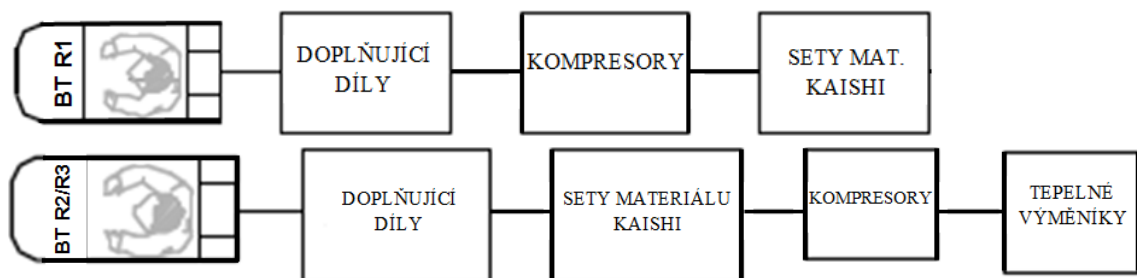 BT R1
DOPLŇUJÍCÍ
DÍLY
KOMPRESORY
SETY MAT.
KAISHI
BT R2/R3
DOPLŇUJÍCÍ
DÍLY
SETY MATERIÁLU
KAISHI
KOMPRESORY
TEPELNÉ
VÝMĚNÍKY